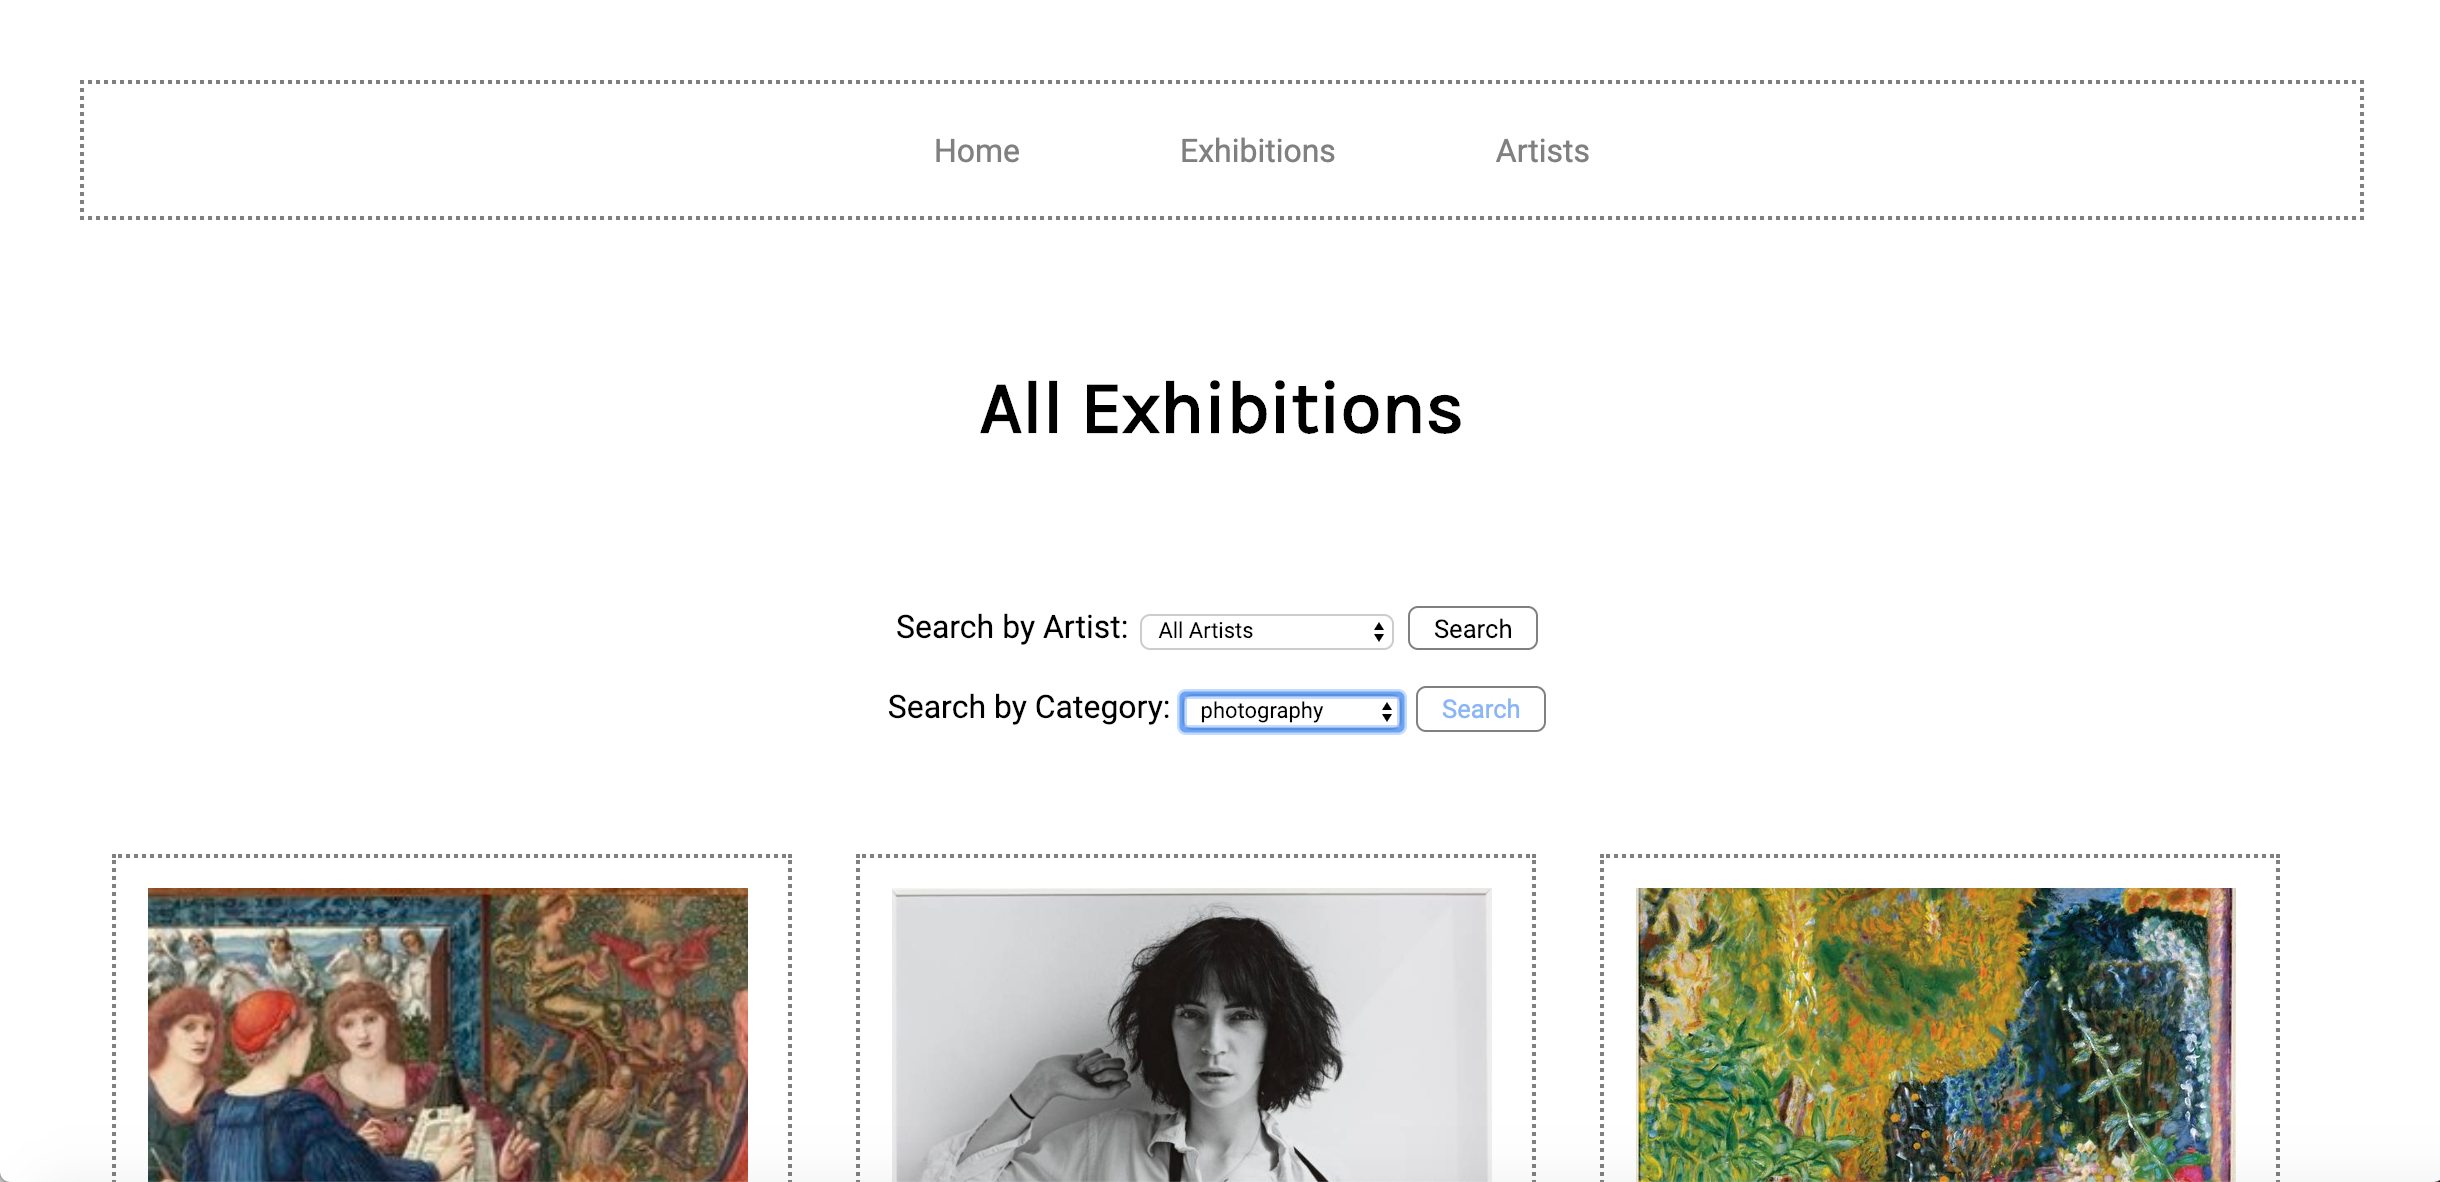 Home Exhibitions Artists
All Exhibitions
Search by Artist: All Artists Search
Search by Category: photography Search